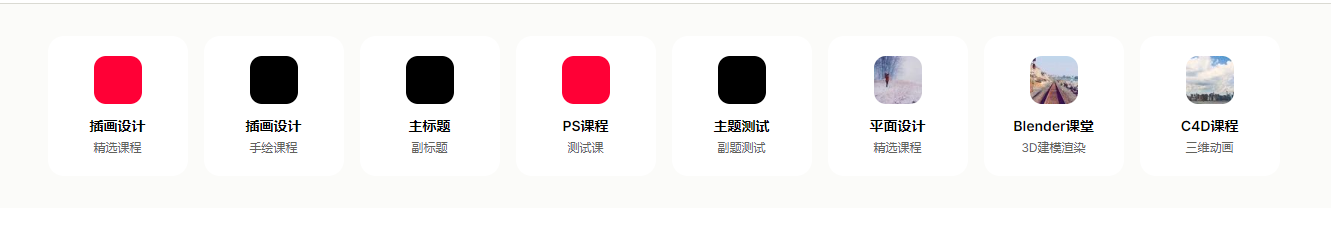 插画设计
精选课程
插画设计
手绘课程
主标题
副标题
PS课程
测试课
主题测试
副题测试
平面设计
精选课程
Blender课堂
3D建模渲染
C4D课程
三维动画